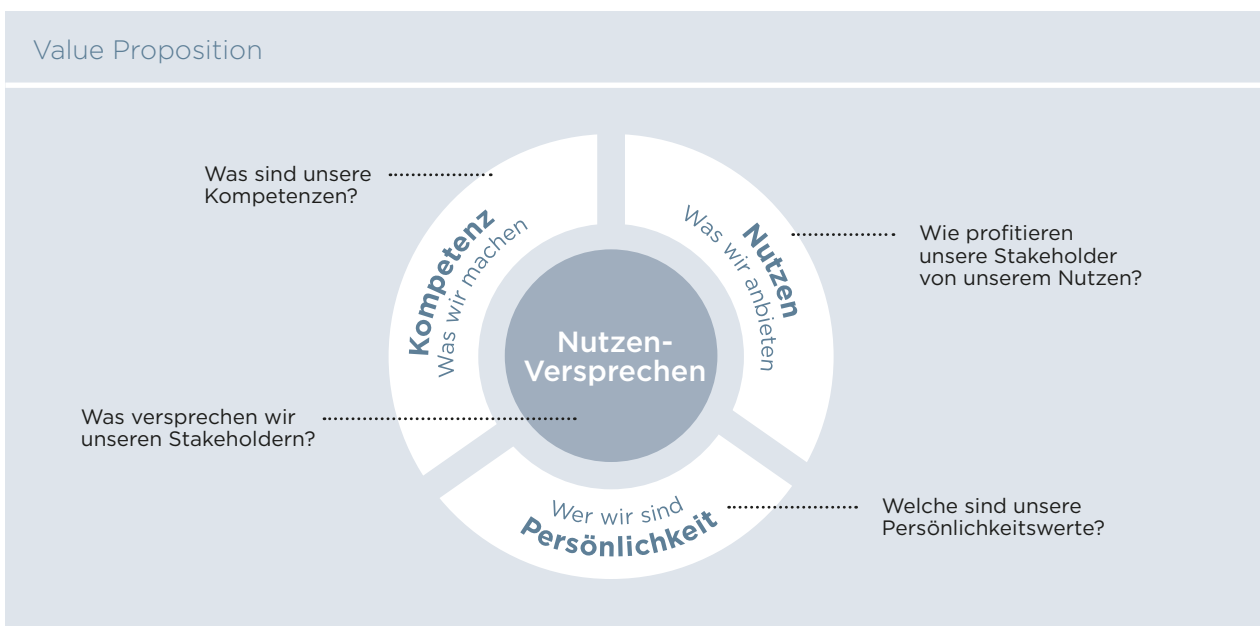 Value Proposition
Was sind unsere
Kompetenzen?
Kompetenz
Was wir machen
Nutzen
Was wir anbieten
Wie profitieren
unsere Stakeholder
von unserem Nutzen?
Nutzen-
Versprechen
Was versprechen wir
unseren Stakeholdern?
Wer wir sind
Persönlichkeit
Welche sind unsere
Persönlichkeitswerte?